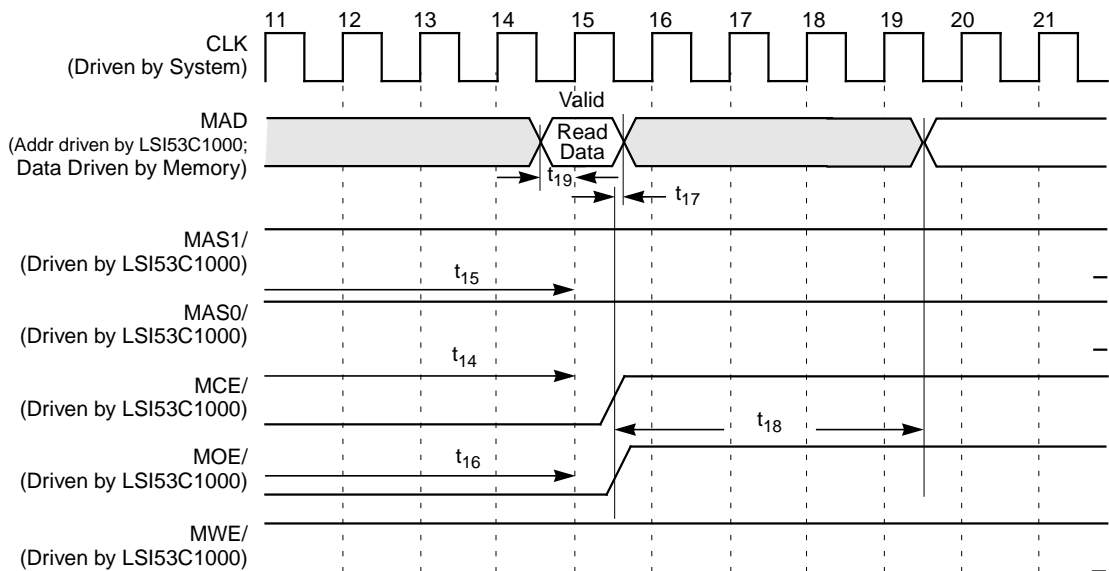 11 12 13 14 15 16 17 18 19 20 21
CLK
(Driven by System)
Valid
MAD
(Addr driven by LSI53C1000;
Data Driven by Memory)
Read
Data
t19
t17
MAS1/
(Driven by LSI53C1000)
t15
MAS0/
(Driven by LSI53C1000)
t14
MCE/
(Driven by LSI53C1000)
t18
MOE/
(Driven by LSI53C1000)
t16
MWE/
(Driven by LSI53C1000)